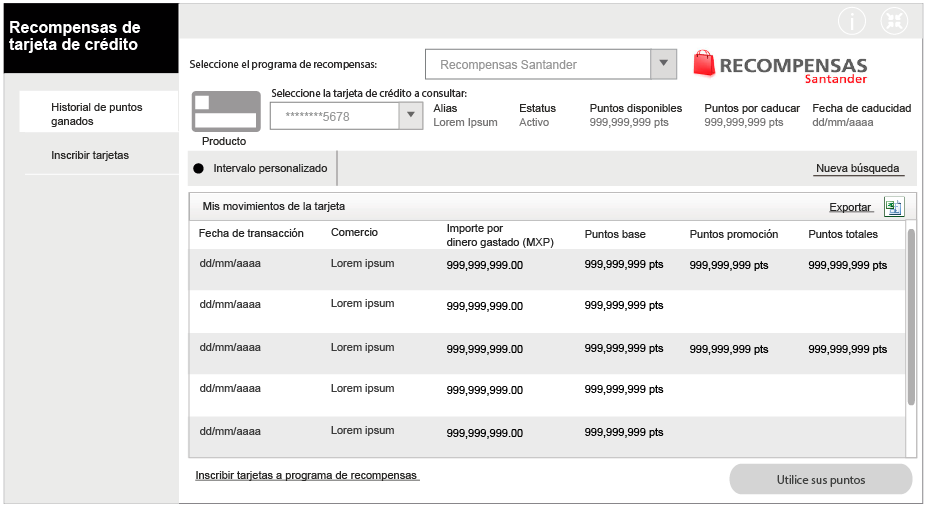 Recompensas de
tarjeta de crédito
Historial de puntos
ganados
Inscribir tarjetas
i
Seleccione el programa de recompensas:
Recompensas Santander
RECOMPENSAS
Santander
Seleccione la tarjeta de crédito a consultar:
********5678
Producto
Alias Estatus Puntos disponibles Puntos por caducar Fecha de caducidad
Lorem Ipsum Activo 999,999,999 pts 999,999,999 pts dd/mm/aaaa
Intervalo personalizado Nueva búsqueda
Mis movimientos de la tarjeta Exportar
Fecha de transacción Comercio Importe por
dinero gastado (MXP) Puntos base Puntos promoción Puntos totales
dd/mm/aaaa Lorem ipsum 999,999,999.00 999,999,999 pts 999,999,999 pts 999,999,999 pts
dd/mm/aaaa Lorem ipsum 999,999,999.00 999,999,999 pts
dd/mm/aaaa Lorem ipsum 999,999,999.00 999,999,999 pts 999,999,999 pts 999,999,999 pts
dd/mm/aaaa Lorem ipsum 999,999,999.00 999,999,999 pts
dd/mm/aaaa Lorem ipsum 999,999,999.00 999,999,999 pts
Inscribir tarjetas a programa de recompensas
Utilice sus puntos